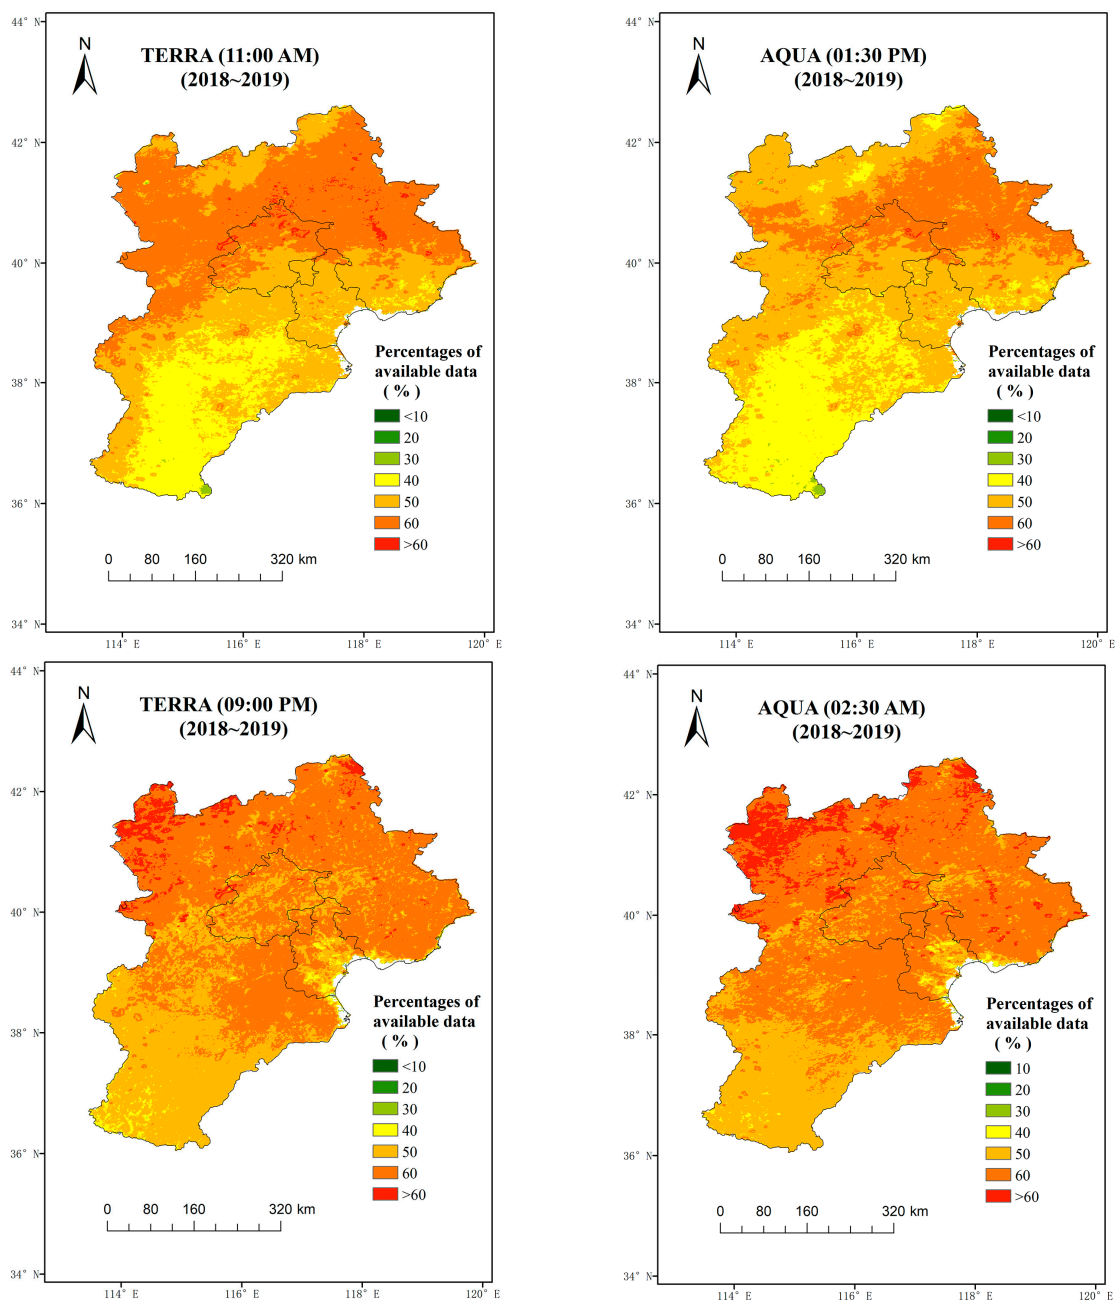 44° N
42° N
40° N
38° N
36° N
34° N
N
TERRA (11:00 AM)
(2018~2019)
Percentages of
available data
( % )
<10
20
30
40
50
60
>60
0 80 160 320 km
114° E 116° E 118° E 120° E
44° N
42° N
40° N
38° N
36° N
34° N
N
AQUA (01:30 PM)
(2018~2019)
Percentages of
available data
( % )
<10
20
30
40
50
60
>60
0 80 160 320 km
114° E 116° E 118° E 120° E
44° N
42° N
40° N
38° N
36° N
34° N
N
TERRA (09:00 PM)
(2018~2019)
Percentages of
available data
( % )
<10
20
30
40
50
60
>60
0 80 160 320 km
114° E 116° E 118° E 120° E
44° N
42° N
40° N
38° N
36° N
34° N
N
AQUA (02:30 AM)
(2018~2019)
Percentages of
available data
( % )
10
20
30
40
50
60
>60
0 80 160 320 km
114° E 116° E 118° E 120° E